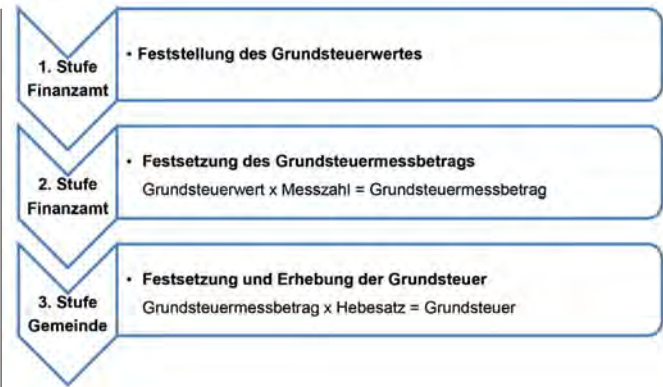 1. Stufe
Finanzamt
• Feststellung des Grundsteuerwertes
2. Stufe
Finanzamt
• Festsetzung des Grundsteuermessbetrags
Grundsteuerwert x Messzahl = Grundsteuermessbetrag
3. Stufe
Gemeinde
• Festsetzung und Erhebung der Grundsteuer
Grundsteuermessbetrag x Hebesatz = Grundsteuer